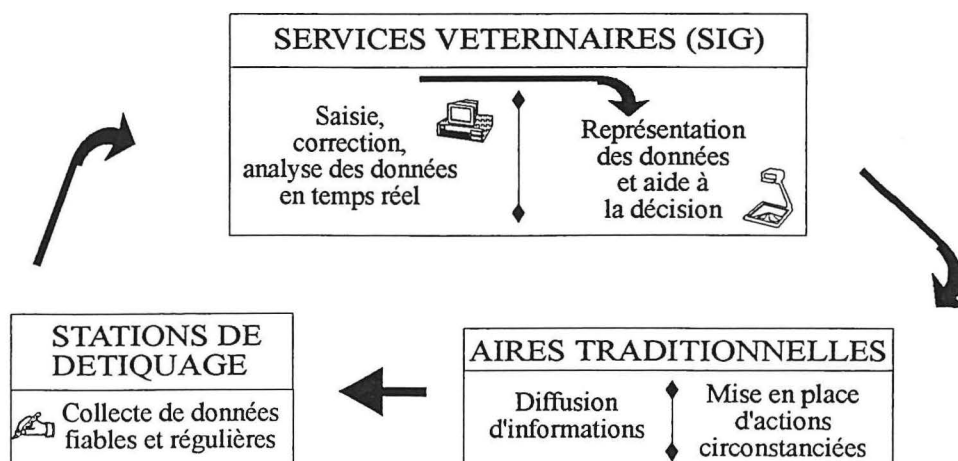 SERVICES VETERINAIRES (SIG)
Saisie,
correction,
analyse des données
en temps réel
Représentation
des données
et aide à
la décision
STATIONS DE
DETIQUAGE
Collecte de données
fiables et régulières
AIRES TRADITIONNELLES
Diffusion
d'informations
Mise en place
d'actions
circonstanciées